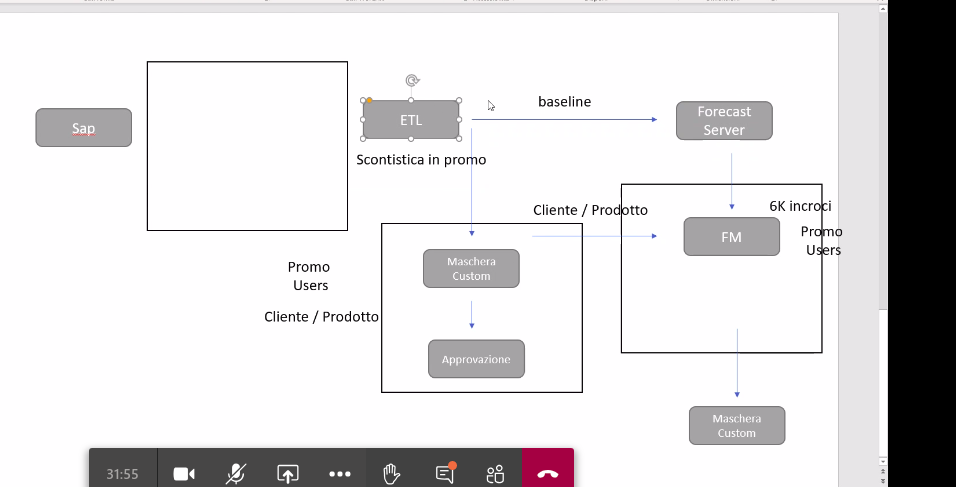 baseline
Sap
ETL
Forecast
Server
Scontistica in promo
Cliente / Prodotto
6K incroci
FM
Promo
Users
Maschera
Custom
Promo
Users
Cliente / Prodotto
Approvazione
Maschera
Custom
31:55